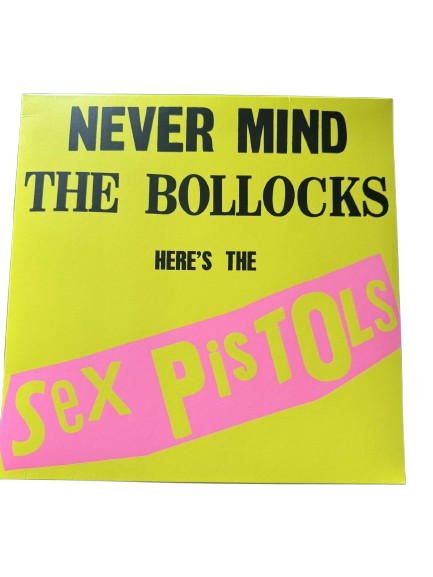 NEVER MIND
THE BOLLOCKS
HERE'S THE
Sex PisTOLS